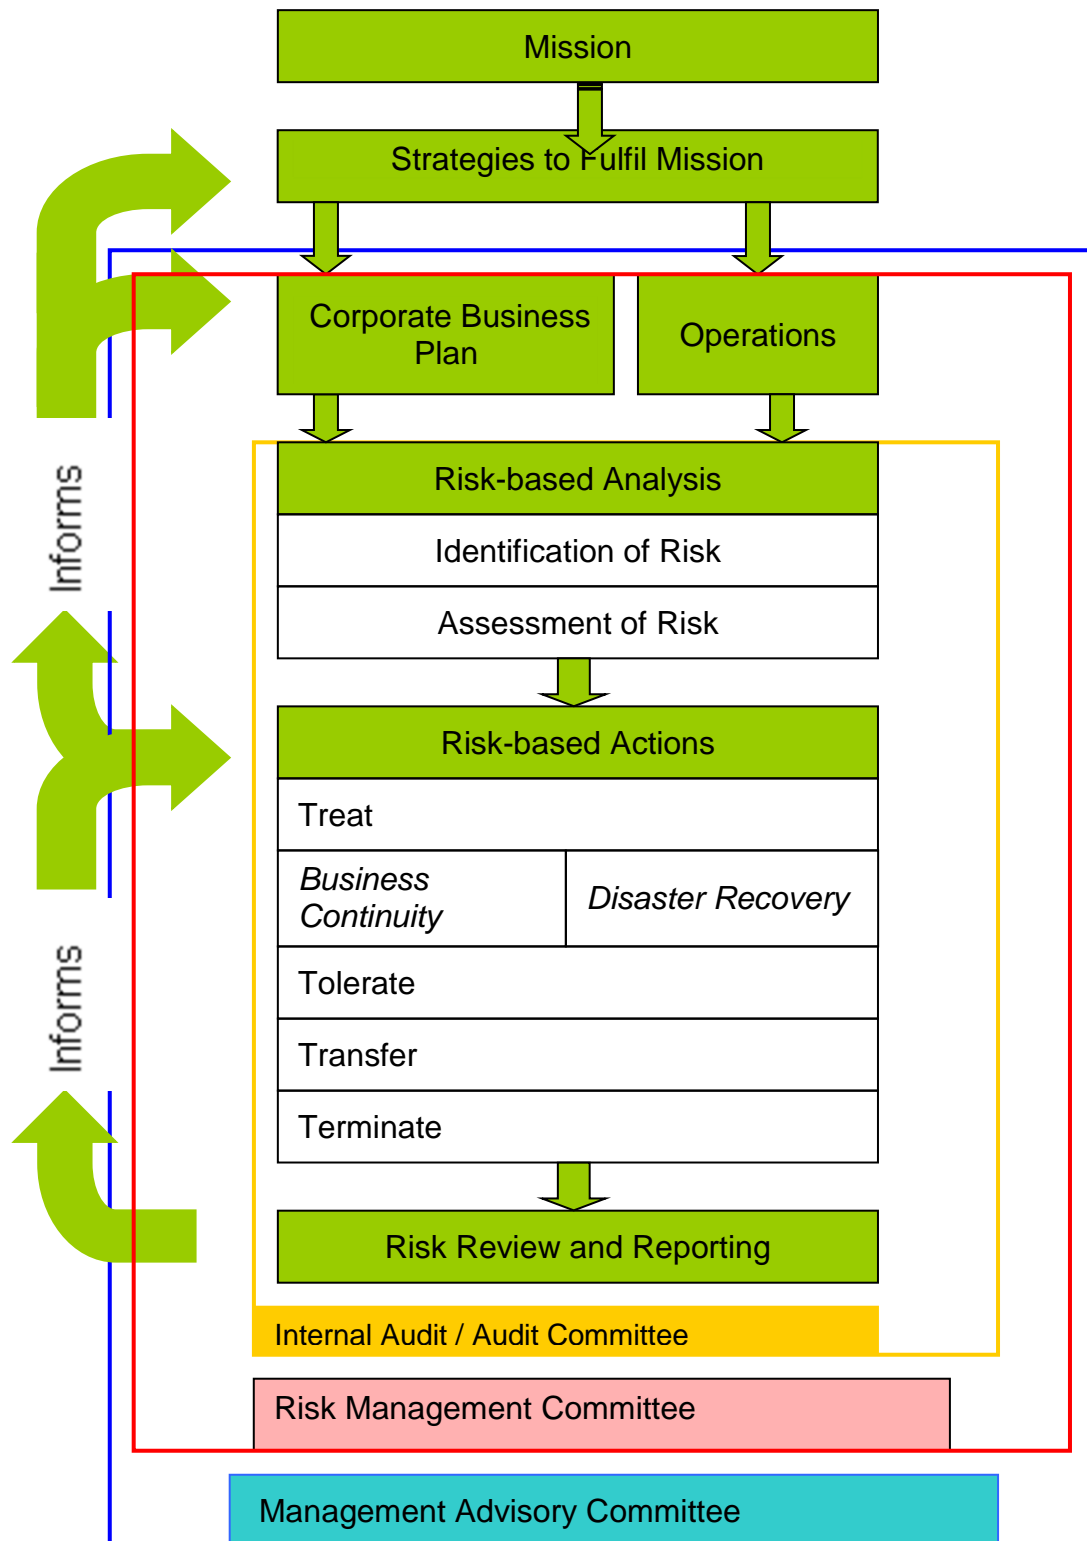 Mission
Strategies to Fulfil Mission
Corporate Business
Plan
Operations
Informs
Risk-based Analysis
Identification of Risk
Assessment of Risk
Risk-based Actions
Treat
Business
Continuity
Disaster Recovery
Tolerate
Informs
Transfer
Terminate
Risk Review and Reporting
Internal Audit / Audit Committee
Risk Management Committee
Management Advisory Committee